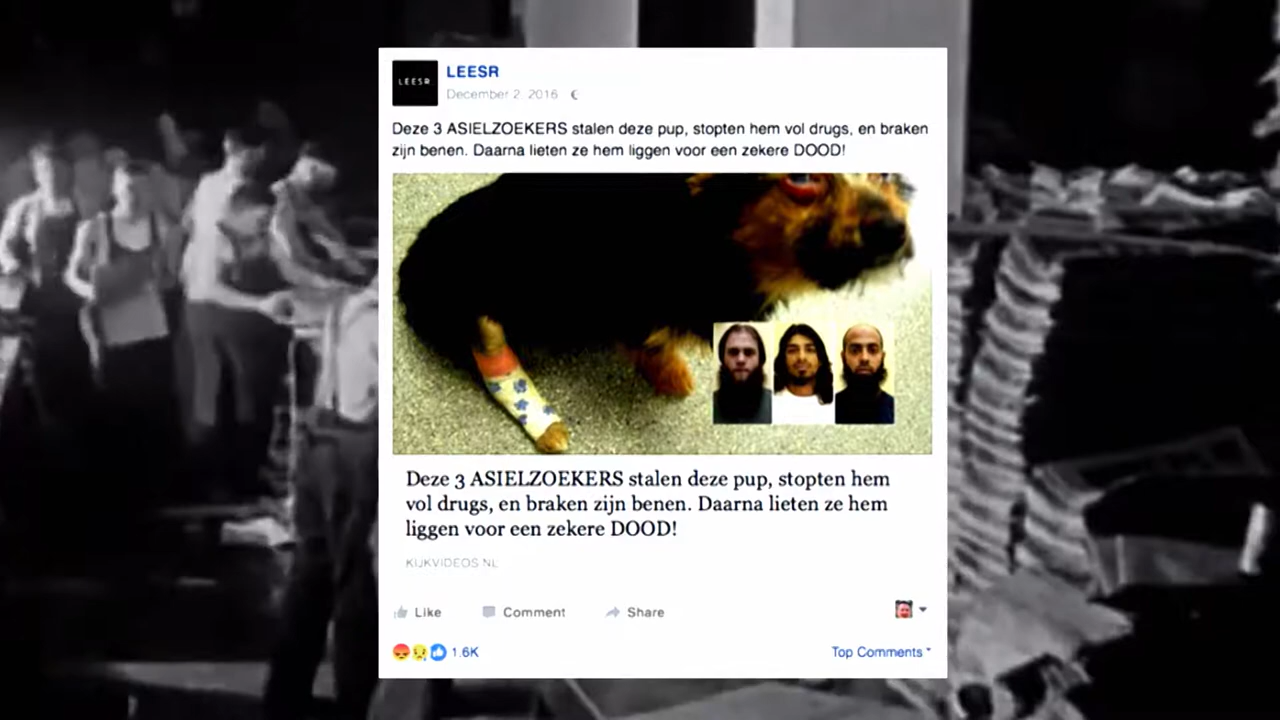 LEESR
LEESR
December 2, 2016
Deze 3 ASIELZOEKERS stalen deze pup, stopten hem vol drugs, en braken
zijn benen. Daarna lieten ze hem liggen voor een zekere DOOD!
Deze 3 ASIELZOEKERS stalen deze pup, stopten hem
vol drugs, en braken zijn benen. Daarna lieten ze hem
liggen voor een zekere DOOD!
KIJKVIDEOS.NL
Like Comment Share
1.6K Top Comments